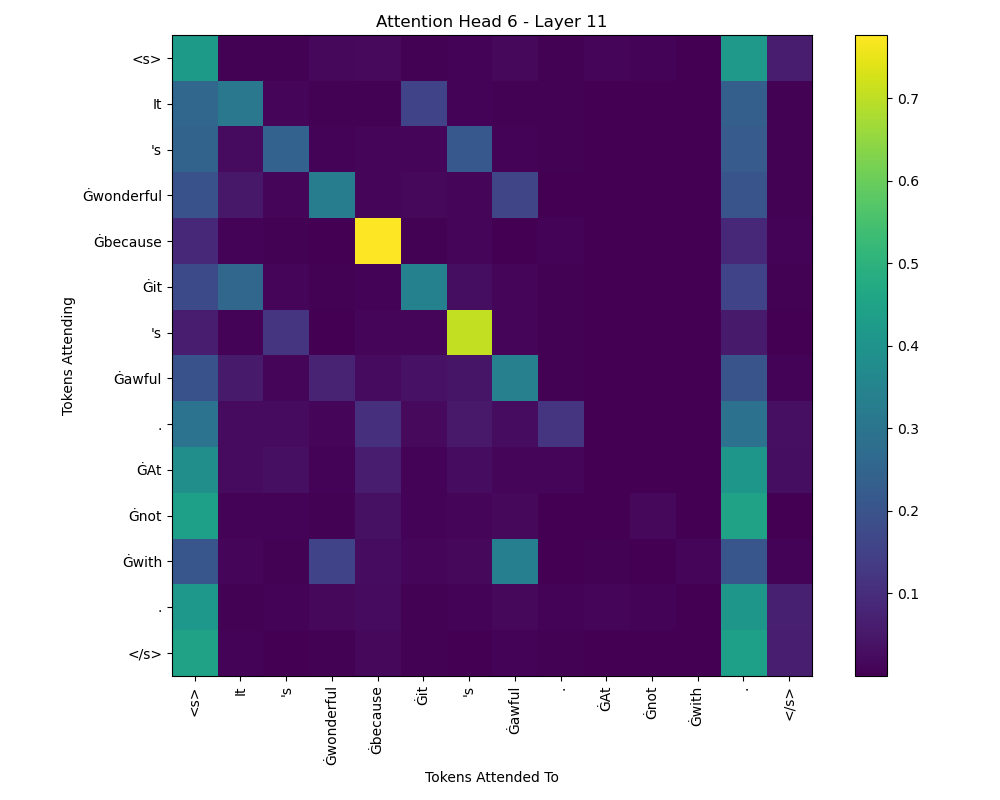 Attention Head 6 - Layer 11
Tokens Attending
<s>
It
's
Ġwonderful
Ġbecause
Ġit
's
Ġawful
.
ĠAt
Ġnot
Ġwith
.
</s>
<s>
It
's
Ġwonderful
Ġbecause
Ġit
's
Ġawful
.
ĠAt
Ġnot
Ġwith
.
</s>
Tokens Attended To
0.7
0.6
0.5
0.4
0.3
0.2
0.1